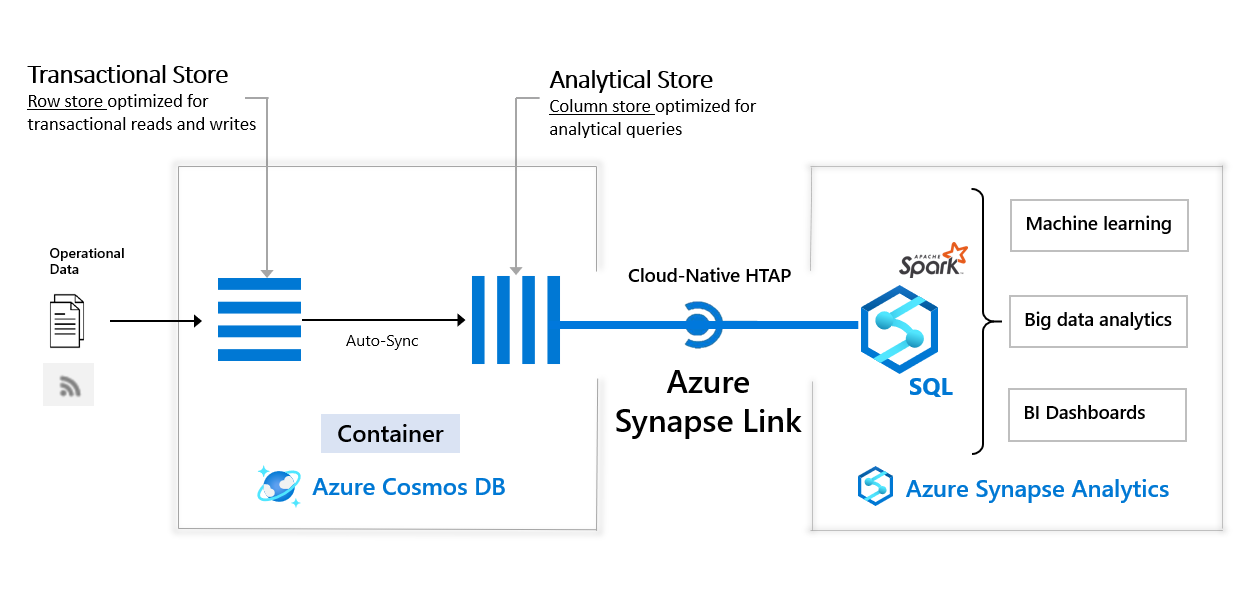 Transactional Store
Row store optimized for
transactional reads and writes
Analytical Store
Column store optimized for
analytical queries
Operational
Data
Auto-Sync
Container
Azure Cosmos DB
Cloud-Native HTAP
Azure
Synapse Link
APACHE
Spark
SQL
Machine learning
Big data analytics
BI Dashboards
Azure Synapse Analytics